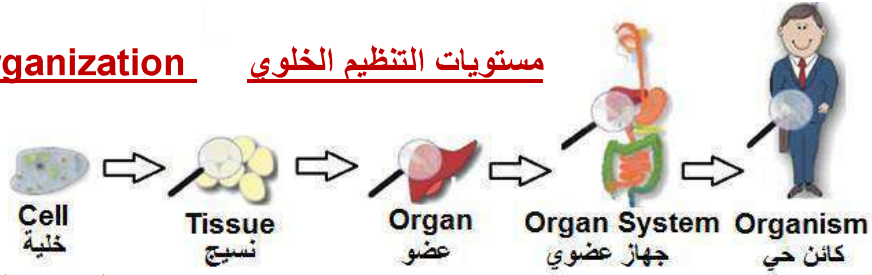 rganization مستويات التنظيم الخلوي
Cell
خلية
Tissue
نسيج
Organ
عضو
Organ System
جهاز عضوي
Organism
كائن حي